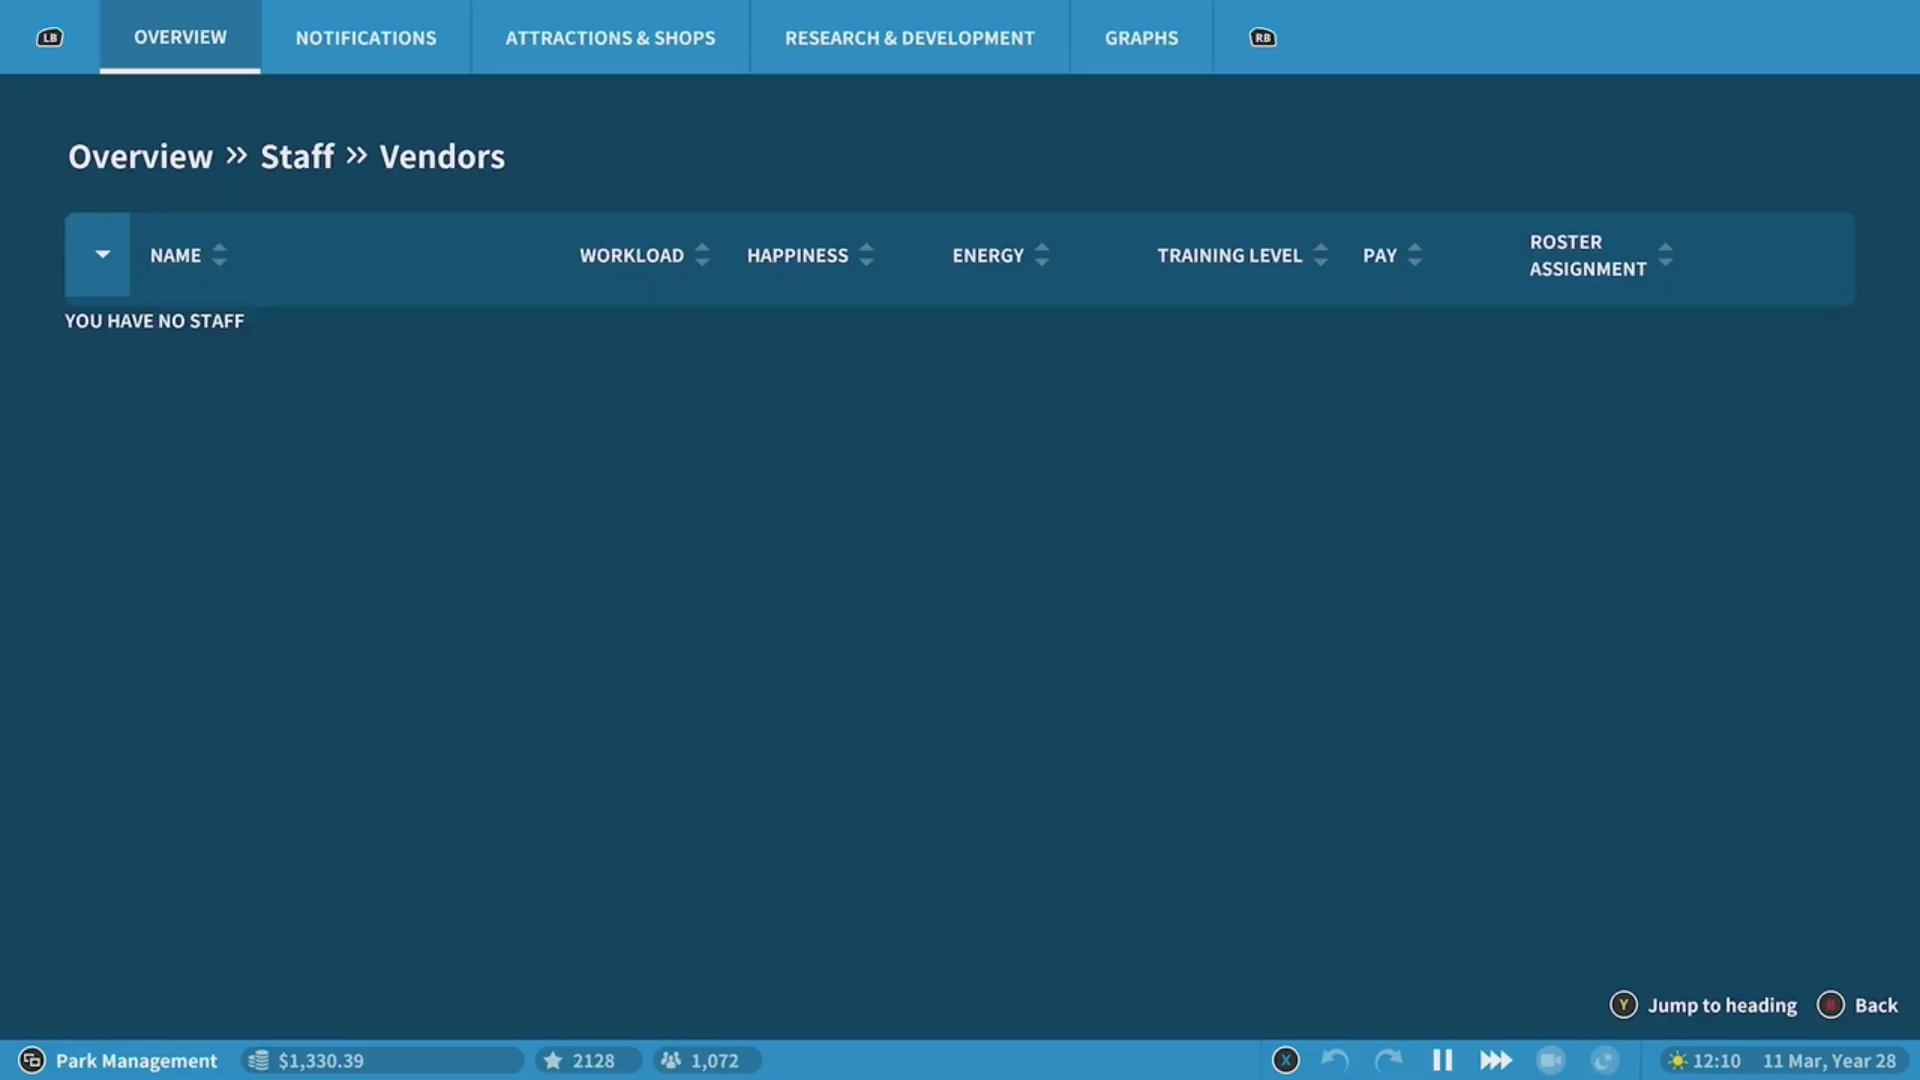 LB OVERVIEW NOTIFICATIONS ATTRACTIONS & SHOPS RESEARCH & DEVELOPMENT GRAPHS RB
Overview » Staff » Vendors
NAME WORKLOAD HAPPINESS ENERGY TRAINING LEVEL PAY ROSTER
ASSIGNMENT
YOU HAVE NO STAFF
Y Jump to heading B Back
Park Management $1,330.39 2128 1,072 X 12:10 11 Mar, Year 28